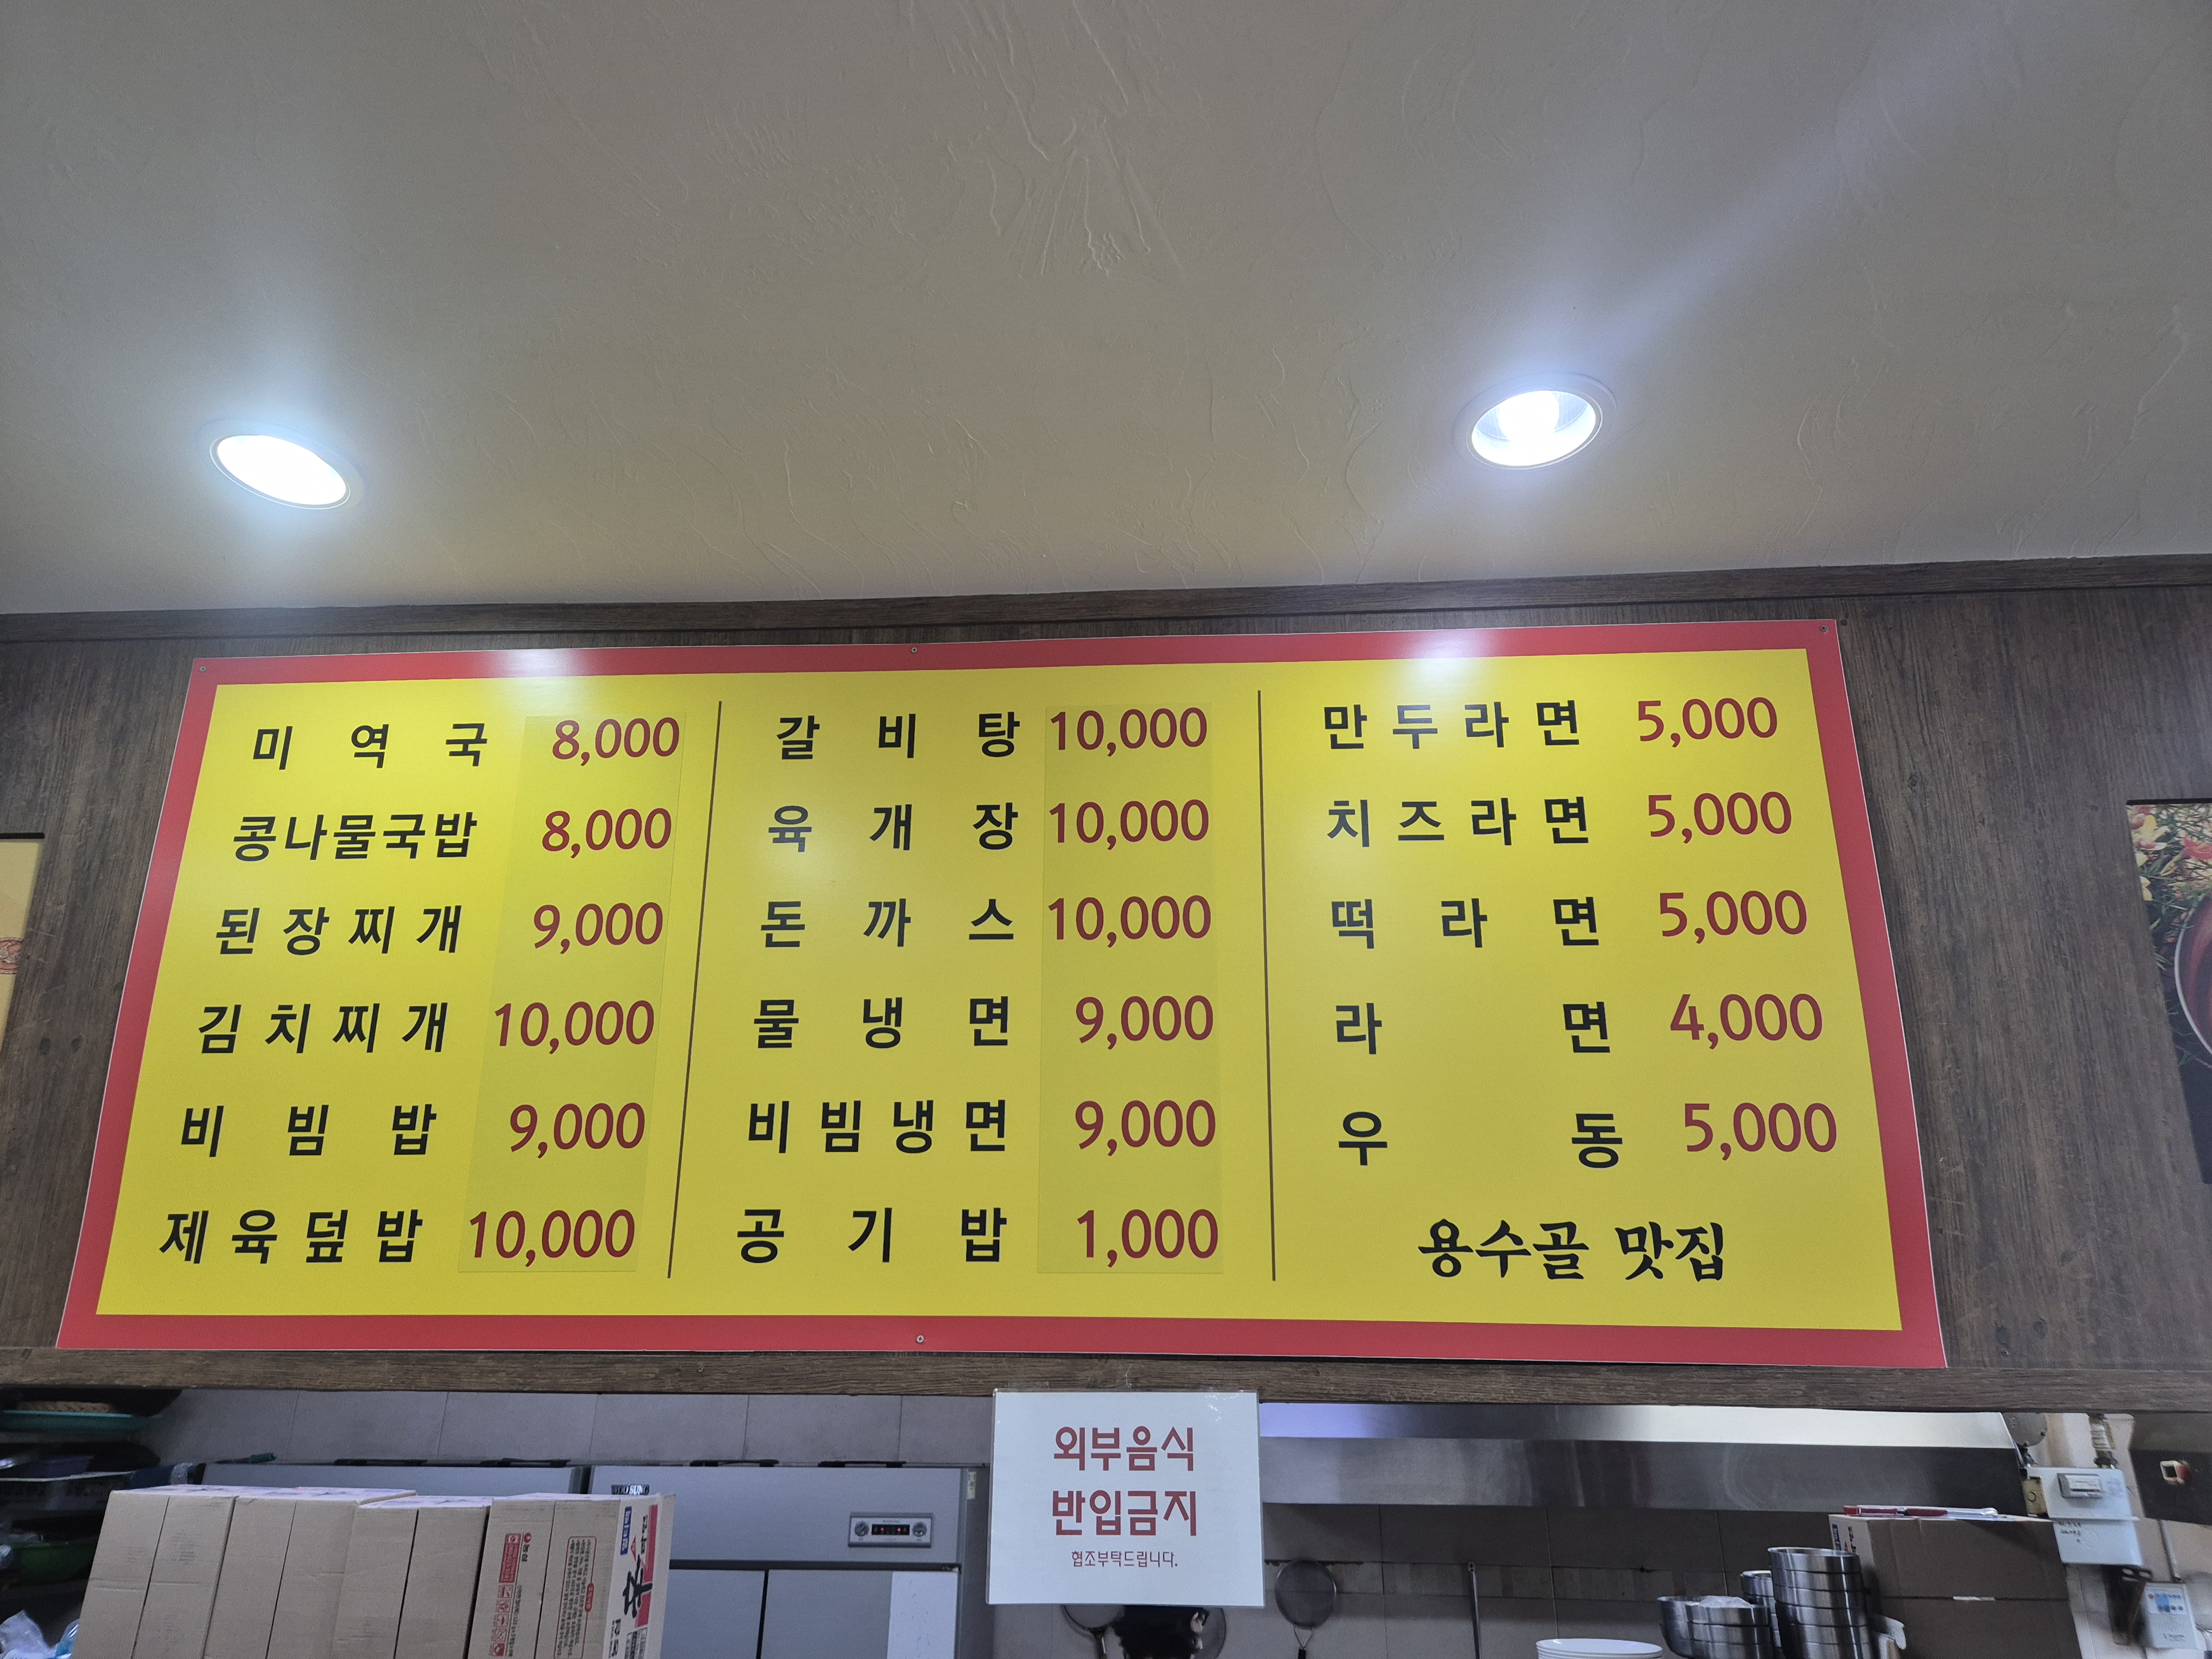 미역국 8,000
콩나물국밥 8,000
된장찌개 9,000
김치찌개 10,000
비빔밥 9,000
제육덮밥 10,000
갈비탕 10,000
육개장 10,000
돈까스 10,000
물냉면 9,000
비빔냉면 9,000
공기밥 1,000
만두라면 5,000
치즈라면 5,000
떡라면 5,000
라면 4,000
우동 5,000
용수골 맛집
외부음식
반입금지
협조부탁드립니다.